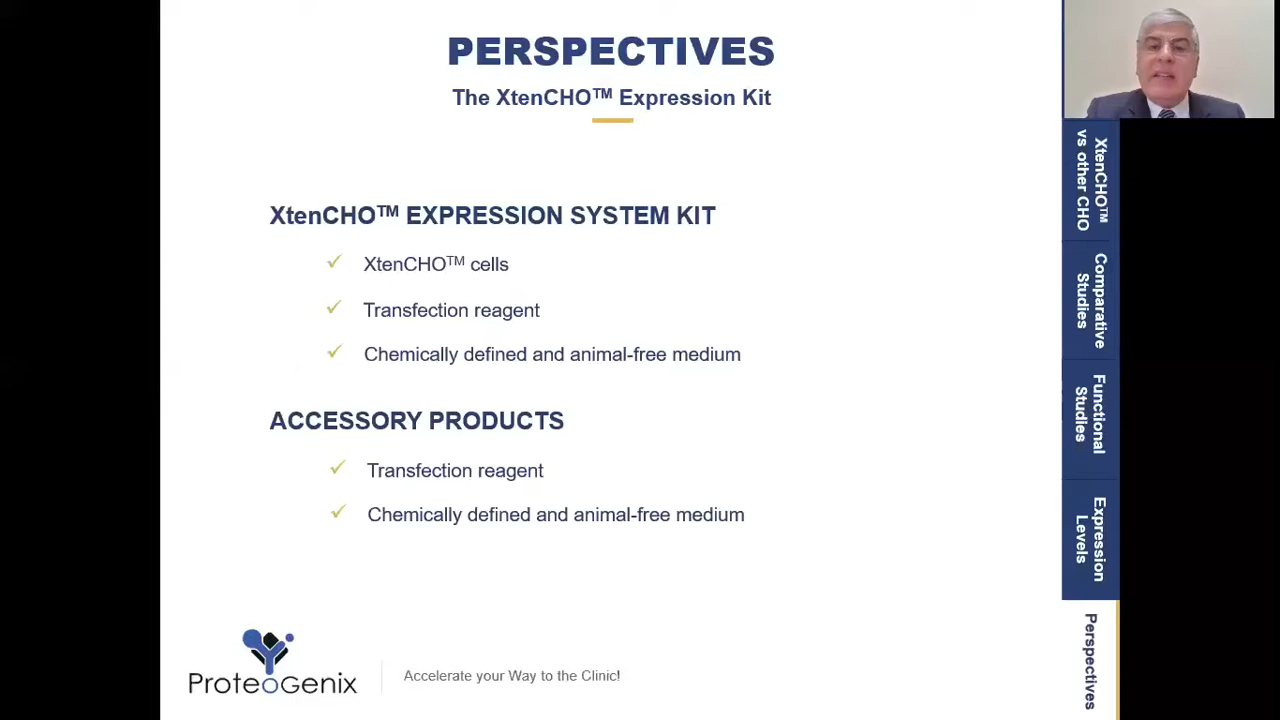 PERSPECTIVES
The XtenCHO™ Expression Kit
XtenCHO™ EXPRESSION SYSTEM KIT
XtenCHO™ cells
Transfection reagent
Chemically defined and animal-free medium
ACCESSORY PRODUCTS
Transfection reagent
Chemically defined and animal-free medium
ProteoGenix
Accelerate your Way to the Clinic!
XtenCHO™
vs other CHO
Comparative
Studies
Functional
Studies
Expression
Levels
Perspectives